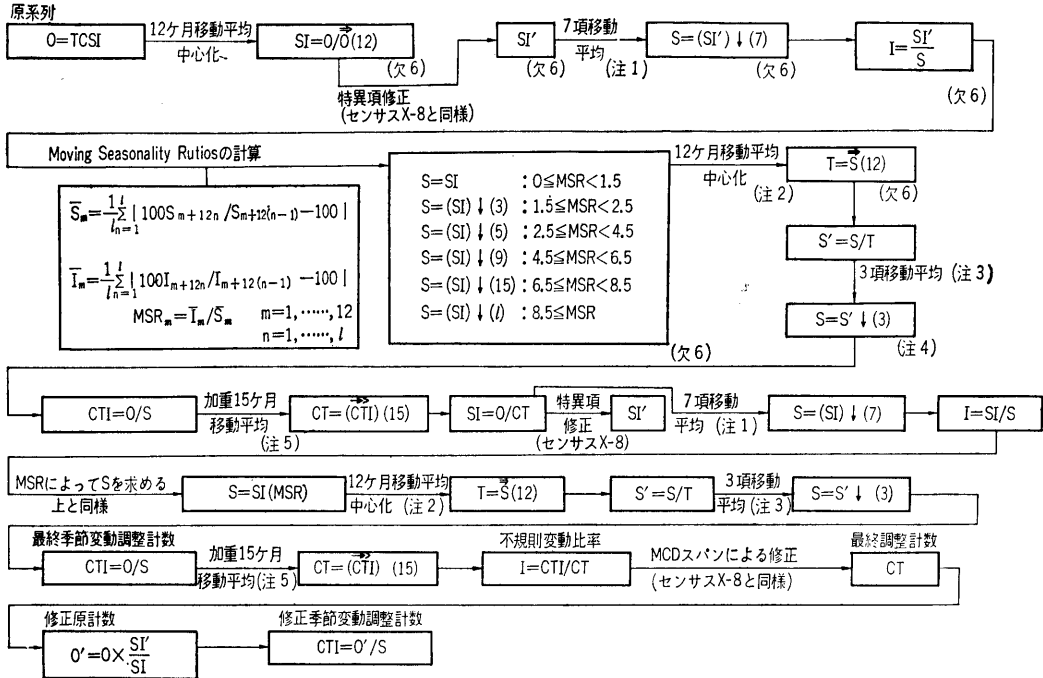 原系列
O=TCSI
12ケ月移動平均
中心化
SI=O/O⃗(12)
(欠6)
特異項修正
(センサスX-8と同様)
SI′
(欠6)
7項移動
平均
(注1)
S=(SI′)↓(7)
(欠6)
I=SI′/S
(欠6)
Moving Seasonality Rutiosの計算
S̄m=1/l Σ(n=1, l)|100Sm+12n/Sm+12(n-1)-100|
Īm=1/l Σ(n=1, l)|100Im+12n/Im+12(n-1)-100|
MSRm=Īm/S̄m m=1,……,12
n=1,……,l
S=SI :0≦MSR<1.5
S=(SI)↓(3) :1.5≦MSR<2.5
S=(SI)↓(5) :2.5≦MSR<4.5
S=(SI)↓(9) :4.5≦MSR<6.5
S=(SI)↓(15) :6.5≦MSR<8.5
S=(SI)↓(l) :8.5≦MSR
(欠6)
12ケ月移動平均
中心化
(注2)
T=S⃗(12)
(欠6)
S′=S/T
3項移動平均(注3)
S=S′↓(3)
(注4)
CTI=O/S
加重15ケ月
移動平均
(注5)
CT=(CTI)(15)
SI=O/CT
特異項
修正
(センサスX-8)
SI′
7項移動
平均(注1)
S=(SI)↓(7)
I=SI/S
MSRによってSを求める
上と同様
S=SI(MSR)
12ケ月移動平均
中心化(注2)
T=S⃗(12)
S′=S/T
3項移動
平均(注3)
S=S′↓(3)
最終季節変動調整計数
CTI=O/S
加重15ケ月
移動平均(注5)
CT=(CTI) (15)
不規則変動比率
I=CTI/CT
MCDスパンによる修正
(センサスX-8と同様)
最終調整計数
CT
修正原計数
O′=O×SI′/SI
修正季節変動調整計数
CTI=O′/S